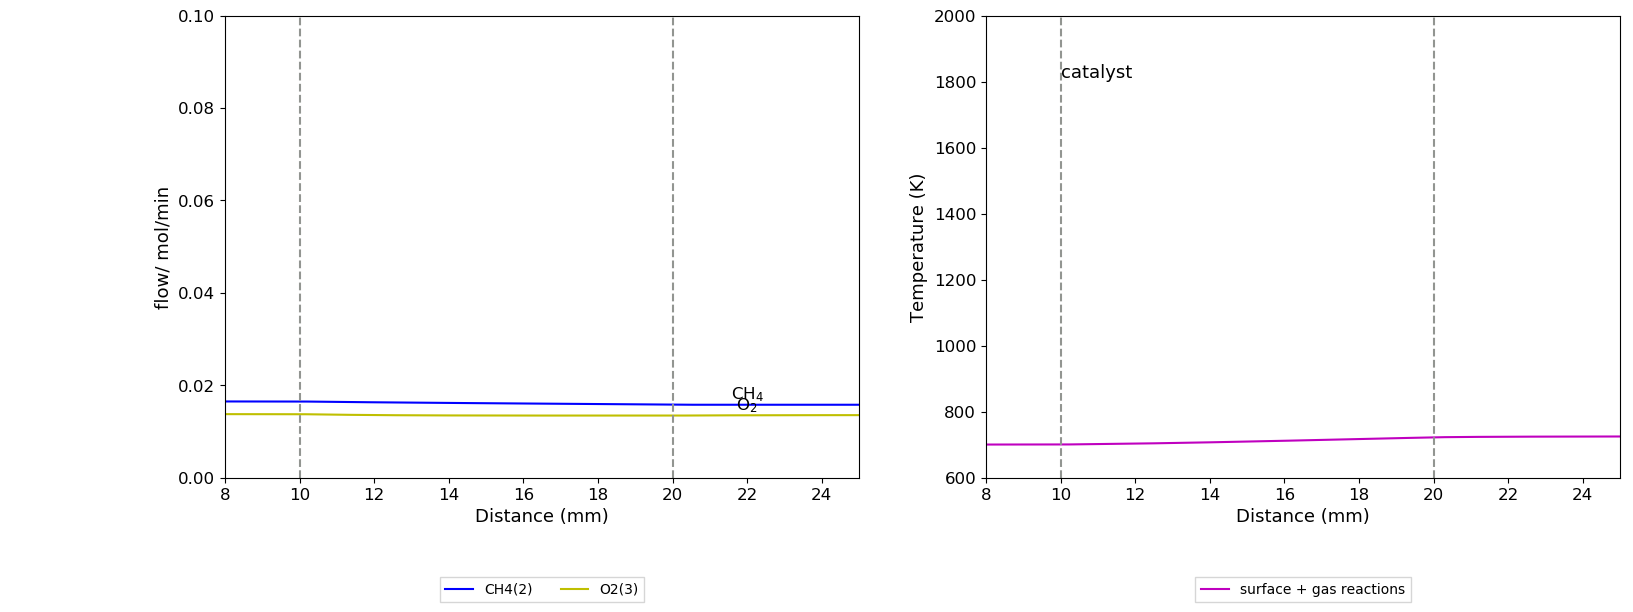 0.10
0.08
0.06
0.04
0.02
0.00
flow/ mol/min
CH₄
O₂
8 10 12 14 16 18 20 22 24
Distance (mm)
CH4(2) O2(3)
2000
1800
1600
1400
1200
1000
800
600
Temperature (K)
catalyst
8 10 12 14 16 18 20 22 24
Distance (mm)
surface + gas reactions